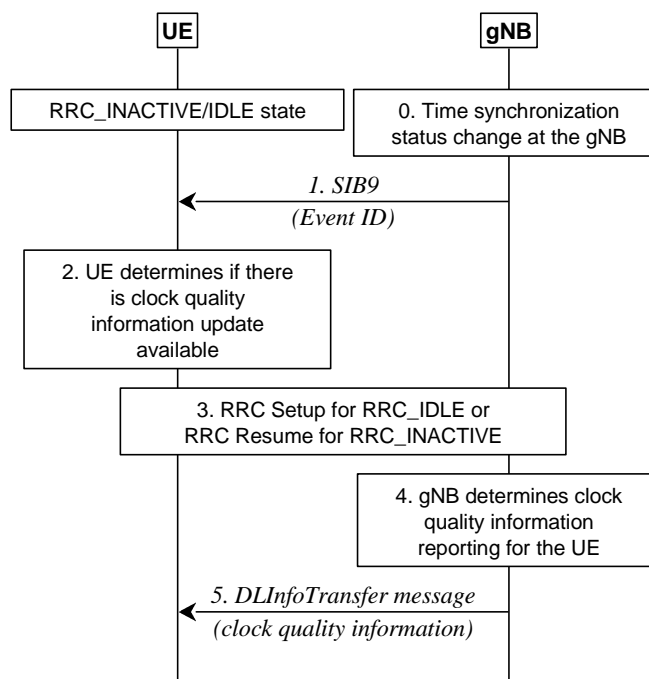 UE
gNB
RRC_INACTIVE/IDLE state
0. Time synchronization
status change at the gNB
1. SIB9
(Event ID)
2. UE determines if there
is clock quality
information update
available
3. RRC Setup for RRC_IDLE or
RRC Resume for RRC_INACTIVE
4. gNB determines clock
quality information
reporting for the UE
5. DLInfoTransfer message
(clock quality information)